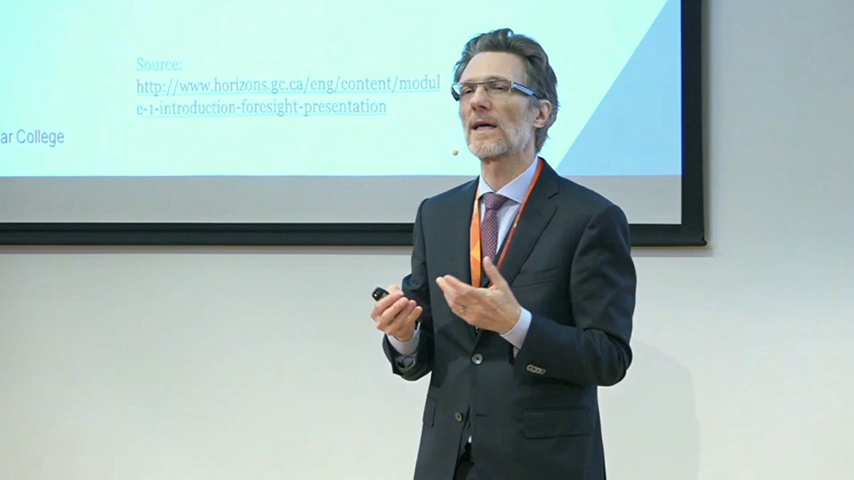 Source:
http://www.horizons.gc.ca/eng/content/modul
e-1-introduction-foresight-presentation
ar College